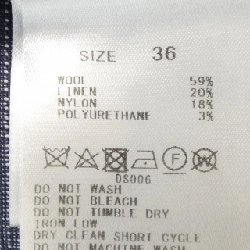 SIZE 36
WOOL 59%
LINEN 20%
NYLON 18%
POLYURETHANE 3%
DS006
DO NOT WASH
DO NOT BLEACH
DO NOT TUMBLE DRY
IRON LOW
DRY CLEAN SHORT CYCLE
DO NOT MACHINE WASH